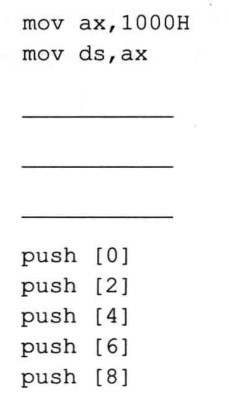 mov ax,1000H
mov ds,ax
push [0]
push [2]
push [4]
push [6]
push [8]